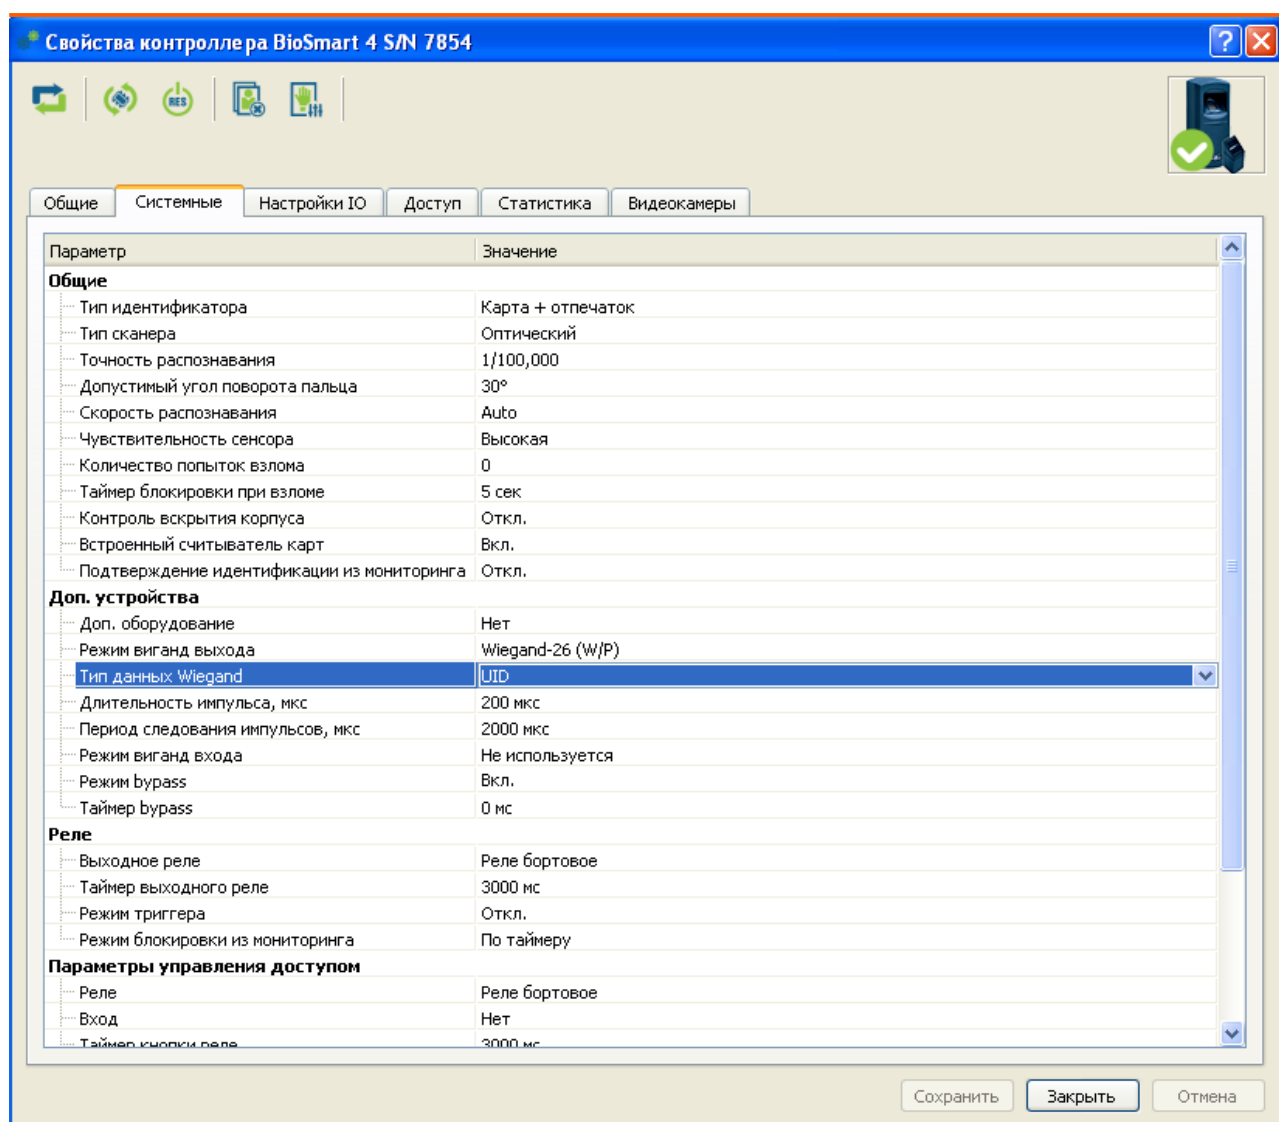 Свойства контроллера BioSmart 4 S/N 7854
RES
Общие Системные Настройки IO Доступ Статистика Видеокамеры
Параметр Значение
Общие
Тип идентификатора Карта + отпечаток
Тип сканера Оптический
Точность распознавания 1/100,000
Допустимый угол поворота пальца 30°
Скорость распознавания Auto
Чувствительность сенсора Высокая
Количество попыток взлома 0
Таймер блокировки при взломе 5 сек
Контроль вскрытия корпуса Откл.
Встроенный считыватель карт Вкл.
Подтверждение идентификации из мониторинга Откл.
Доп. устройства
Доп. оборудование Нет
Режим виганд выхода Wiegand-26 (W/P)
Тип данных Wiegand UID
Длительность импульса, мкс 200 мкс
Период следования импульсов, мкс 2000 мкс
Режим виганд входа Не используется
Режим bypass Вкл.
Таймер bypass 0 мс
Реле
Выходное реле Реле бортовое
Таймер выходного реле 3000 мс
Режим триггера Откл.
Режим блокировки из мониторинга По таймеру
Параметры управления доступом
Реле Реле бортовое
Вход Нет
Таймер кнопки реле 3000 мс
Сохранить Закрыть Отмена